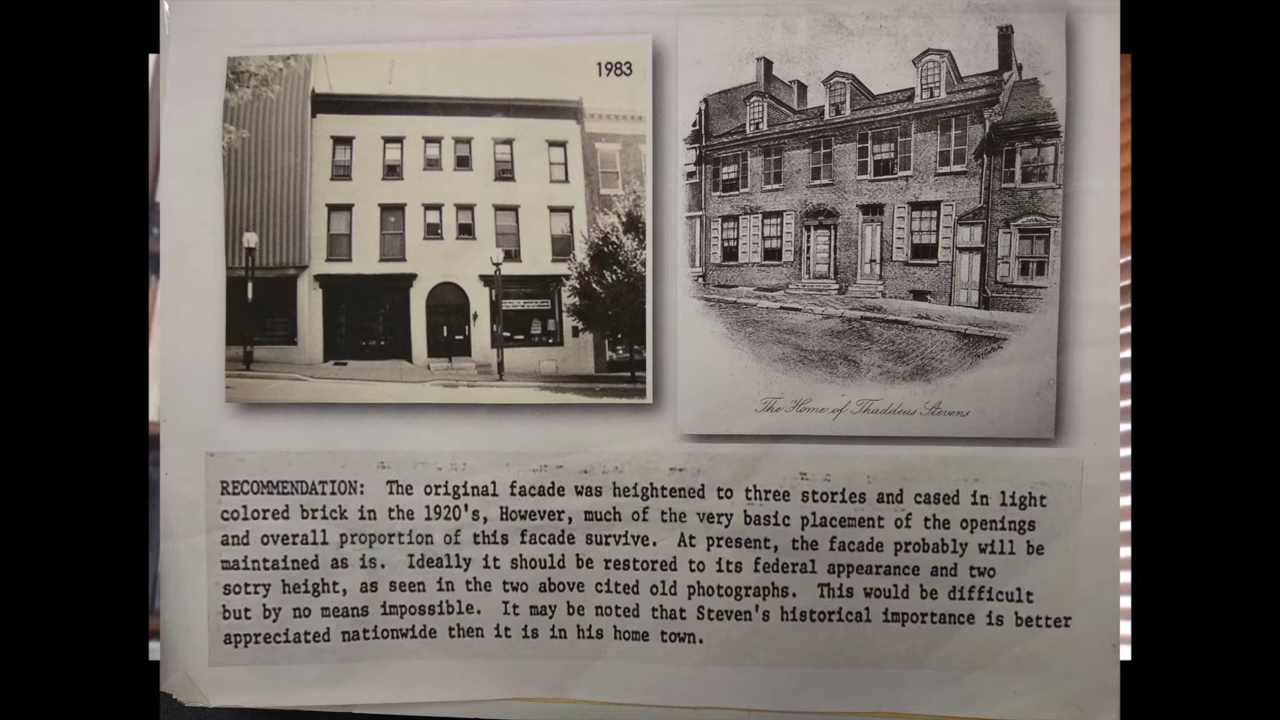 1983
The Home of Thaddeus Stevens
RECOMMENDATION: The original facade was heightened to three stories and cased in light
colored brick in the 1920's, However, much of the very basic placement of the openings
and overall proportion of this facade survive. At present, the facade probably will be
maintained as is. Ideally it should be restored to its federal appearance and two
sotry height, as seen in the two above cited old photographs. This would be difficult
but by no means impossible. It may be noted that Steven's historical importance is better
appreciated nationwide then it is in his home town.